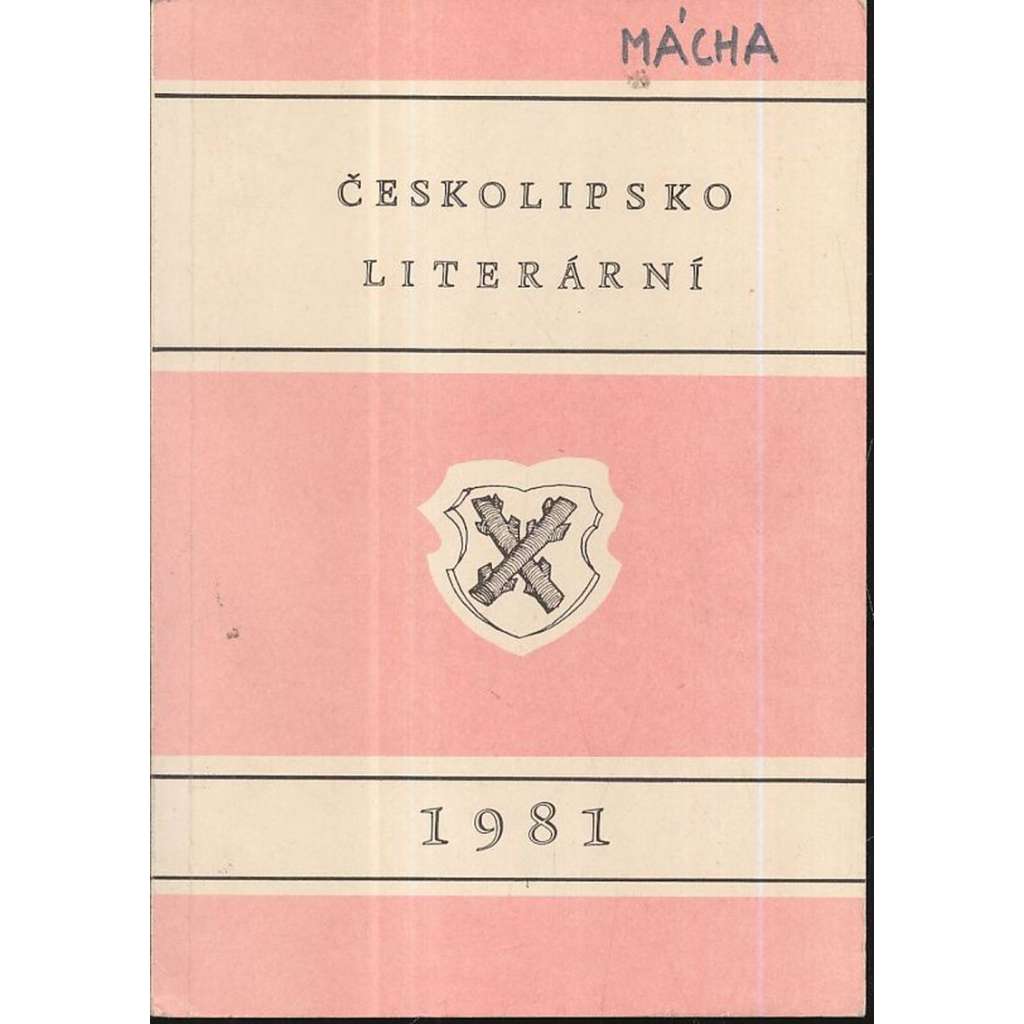 MÁCHA
ČESKOLIPSKO
LITERÁRNÍ
1981